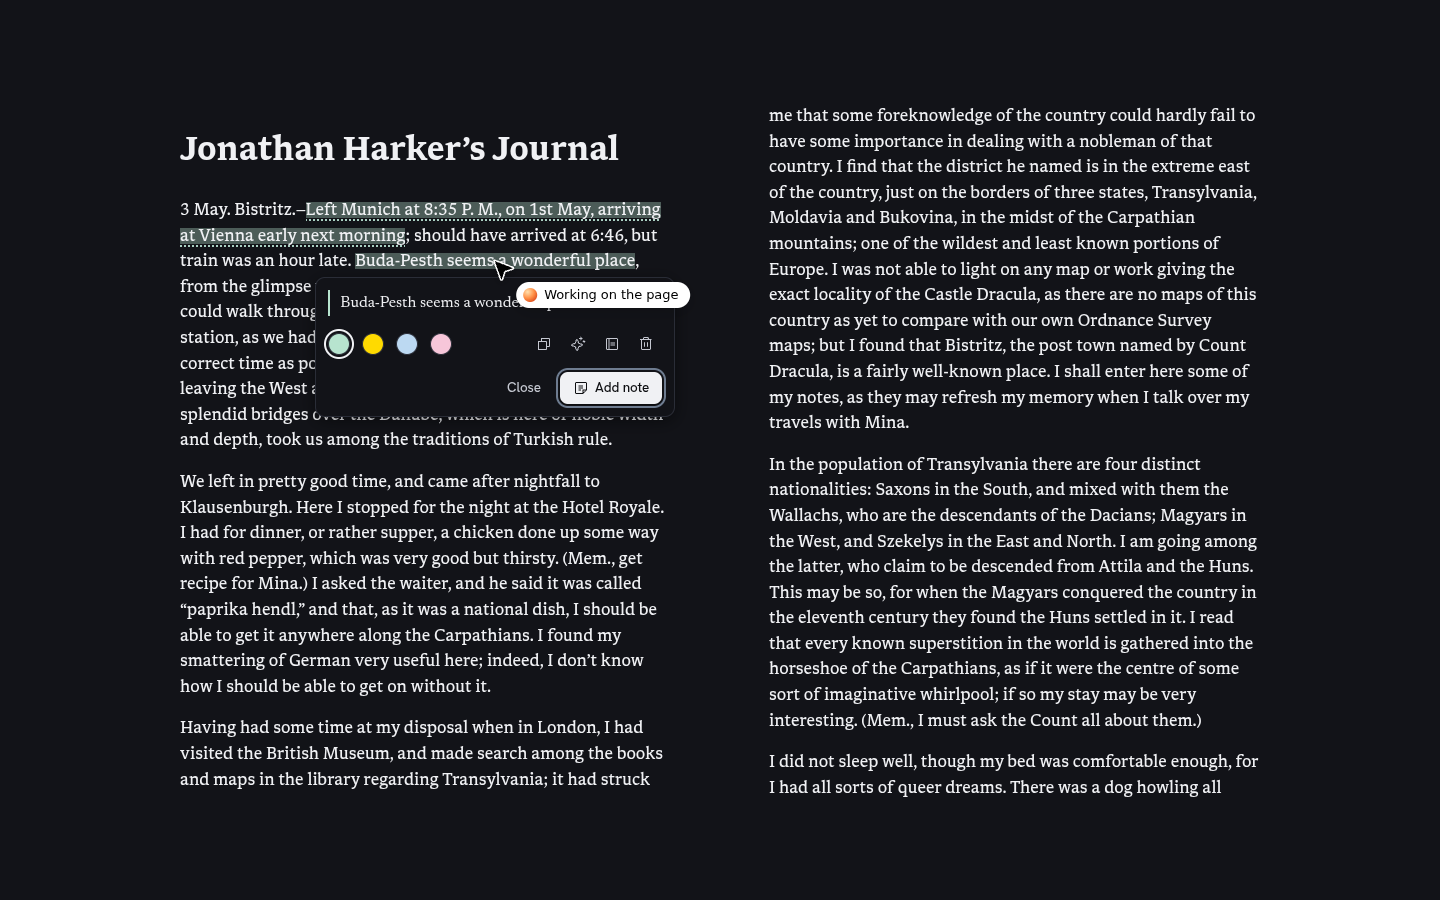 Jonathan Harker’s Journal
3 May. Bistritz.–Left Munich at 8:35 P. M., on 1st May, arriving
at Vienna early next morning; should have arrived at 6:46, but
train was an hour late. Buda-Pesth seems a wonderful place,
from the glimpse
could walk throug
station, as we had
correct time as po
leaving the West a
splendid bridges over the Danube, which is here of noble width
and depth, took us among the traditions of Turkish rule.
Buda-Pesth seems a wonde
Working on the page
Close
Add note
We left in pretty good time, and came after nightfall to
Klausenburgh. Here I stopped for the night at the Hotel Royale.
I had for dinner, or rather supper, a chicken done up some way
with red pepper, which was very good but thirsty. (Mem., get
recipe for Mina.) I asked the waiter, and he said it was called
“paprika hendl,” and that, as it was a national dish, I should be
able to get it anywhere along the Carpathians. I found my
smattering of German very useful here; indeed, I don’t know
how I should be able to get on without it.
Having had some time at my disposal when in London, I had
visited the British Museum, and made search among the books
and maps in the library regarding Transylvania; it had struck
me that some foreknowledge of the country could hardly fail to
have some importance in dealing with a nobleman of that
country. I find that the district he named is in the extreme east
of the country, just on the borders of three states, Transylvania,
Moldavia and Bukovina, in the midst of the Carpathian
mountains; one of the wildest and least known portions of
Europe. I was not able to light on any map or work giving the
exact locality of the Castle Dracula, as there are no maps of this
country as yet to compare with our own Ordnance Survey
maps; but I found that Bistritz, the post town named by Count
Dracula, is a fairly well-known place. I shall enter here some of
my notes, as they may refresh my memory when I talk over my
travels with Mina.
In the population of Transylvania there are four distinct
nationalities: Saxons in the South, and mixed with them the
Wallachs, who are the descendants of the Dacians; Magyars in
the West, and Szekelys in the East and North. I am going among
the latter, who claim to be descended from Attila and the Huns.
This may be so, for when the Magyars conquered the country in
the eleventh century they found the Huns settled in it. I read
that every known superstition in the world is gathered into the
horseshoe of the Carpathians, as if it were the centre of some
sort of imaginative whirlpool; if so my stay may be very
interesting. (Mem., I must ask the Count all about them.)
I did not sleep well, though my bed was comfortable enough, for
I had all sorts of queer dreams. There was a dog howling all